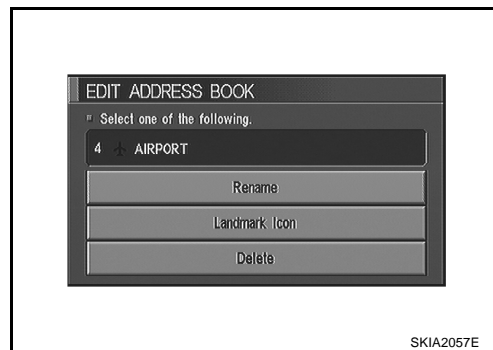 EDIT ADDRESS BOOK
Select one of the following.
4 AIRPORT
Rename
Landmark Icon
Delete
SKIA2057E